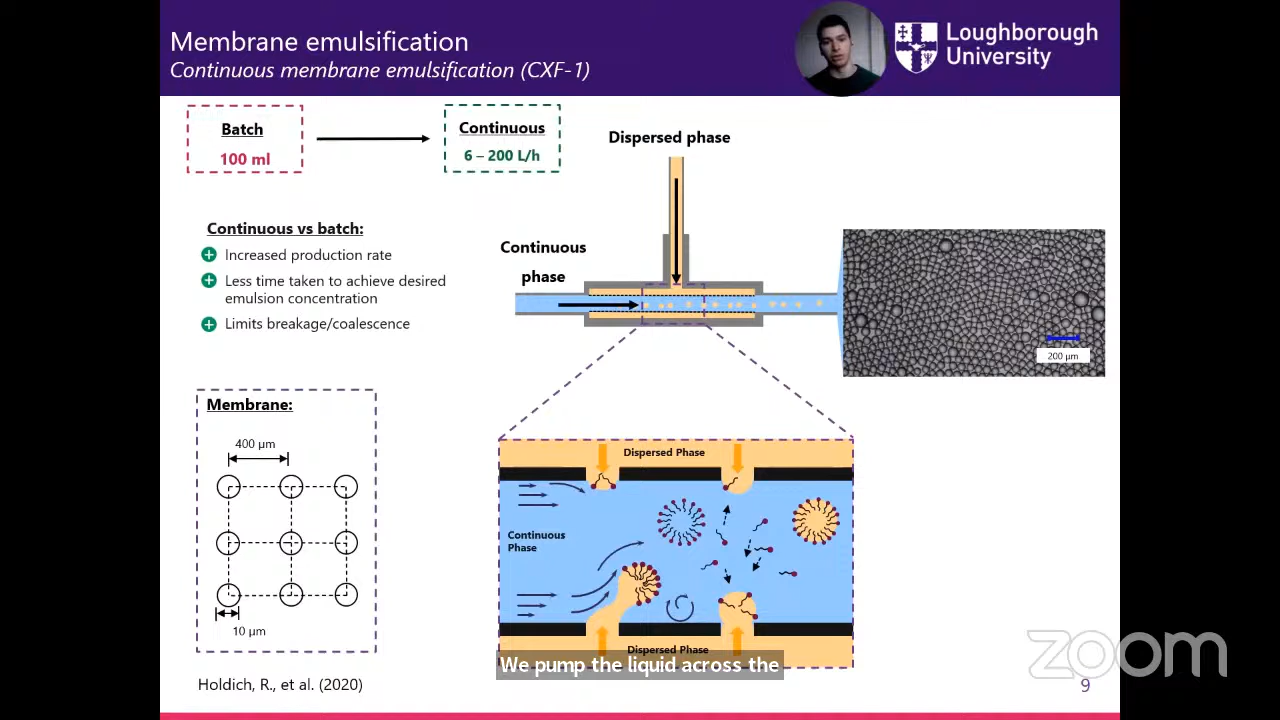 Membrane emulsification
Continuous membrane emulsification (CXF-1)
Loughborough
University
Batch
100 ml
Continuous
6 – 200 L/h
Dispersed phase
Continuous vs batch:
Increased production rate
Less time taken to achieve desired
emulsion concentration
Limits breakage/coalescence
Continuous
phase
200 µm
Membrane:
400 µm
10 µm
Dispersed Phase
Continuous
Phase
Dispersed Phase
We pump the liquid across the
Holdich, R., et al. (2020)
zoom
9